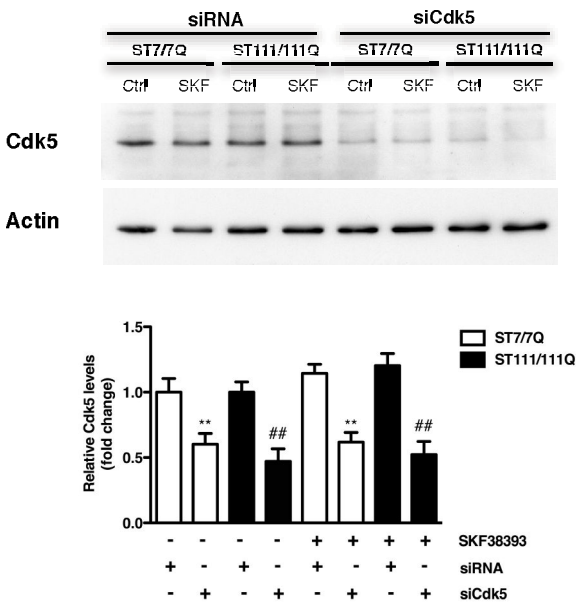 siRNA siCdk5
ST7/7Q ST111/111Q ST7/7Q ST111/111Q
Ctrl SKF Ctrl SKF Ctrl SKF Ctrl SKF
Cdk5
Actin
1.5
1.0
0.5
0.0
Relative Cdk5 levels
(fold change)
** ## ** ##
ST7/7Q
ST111/111Q
- - - - + + + + SKF38393
+ - + - + - + - siRNA
- + - + - + - + siCdk5